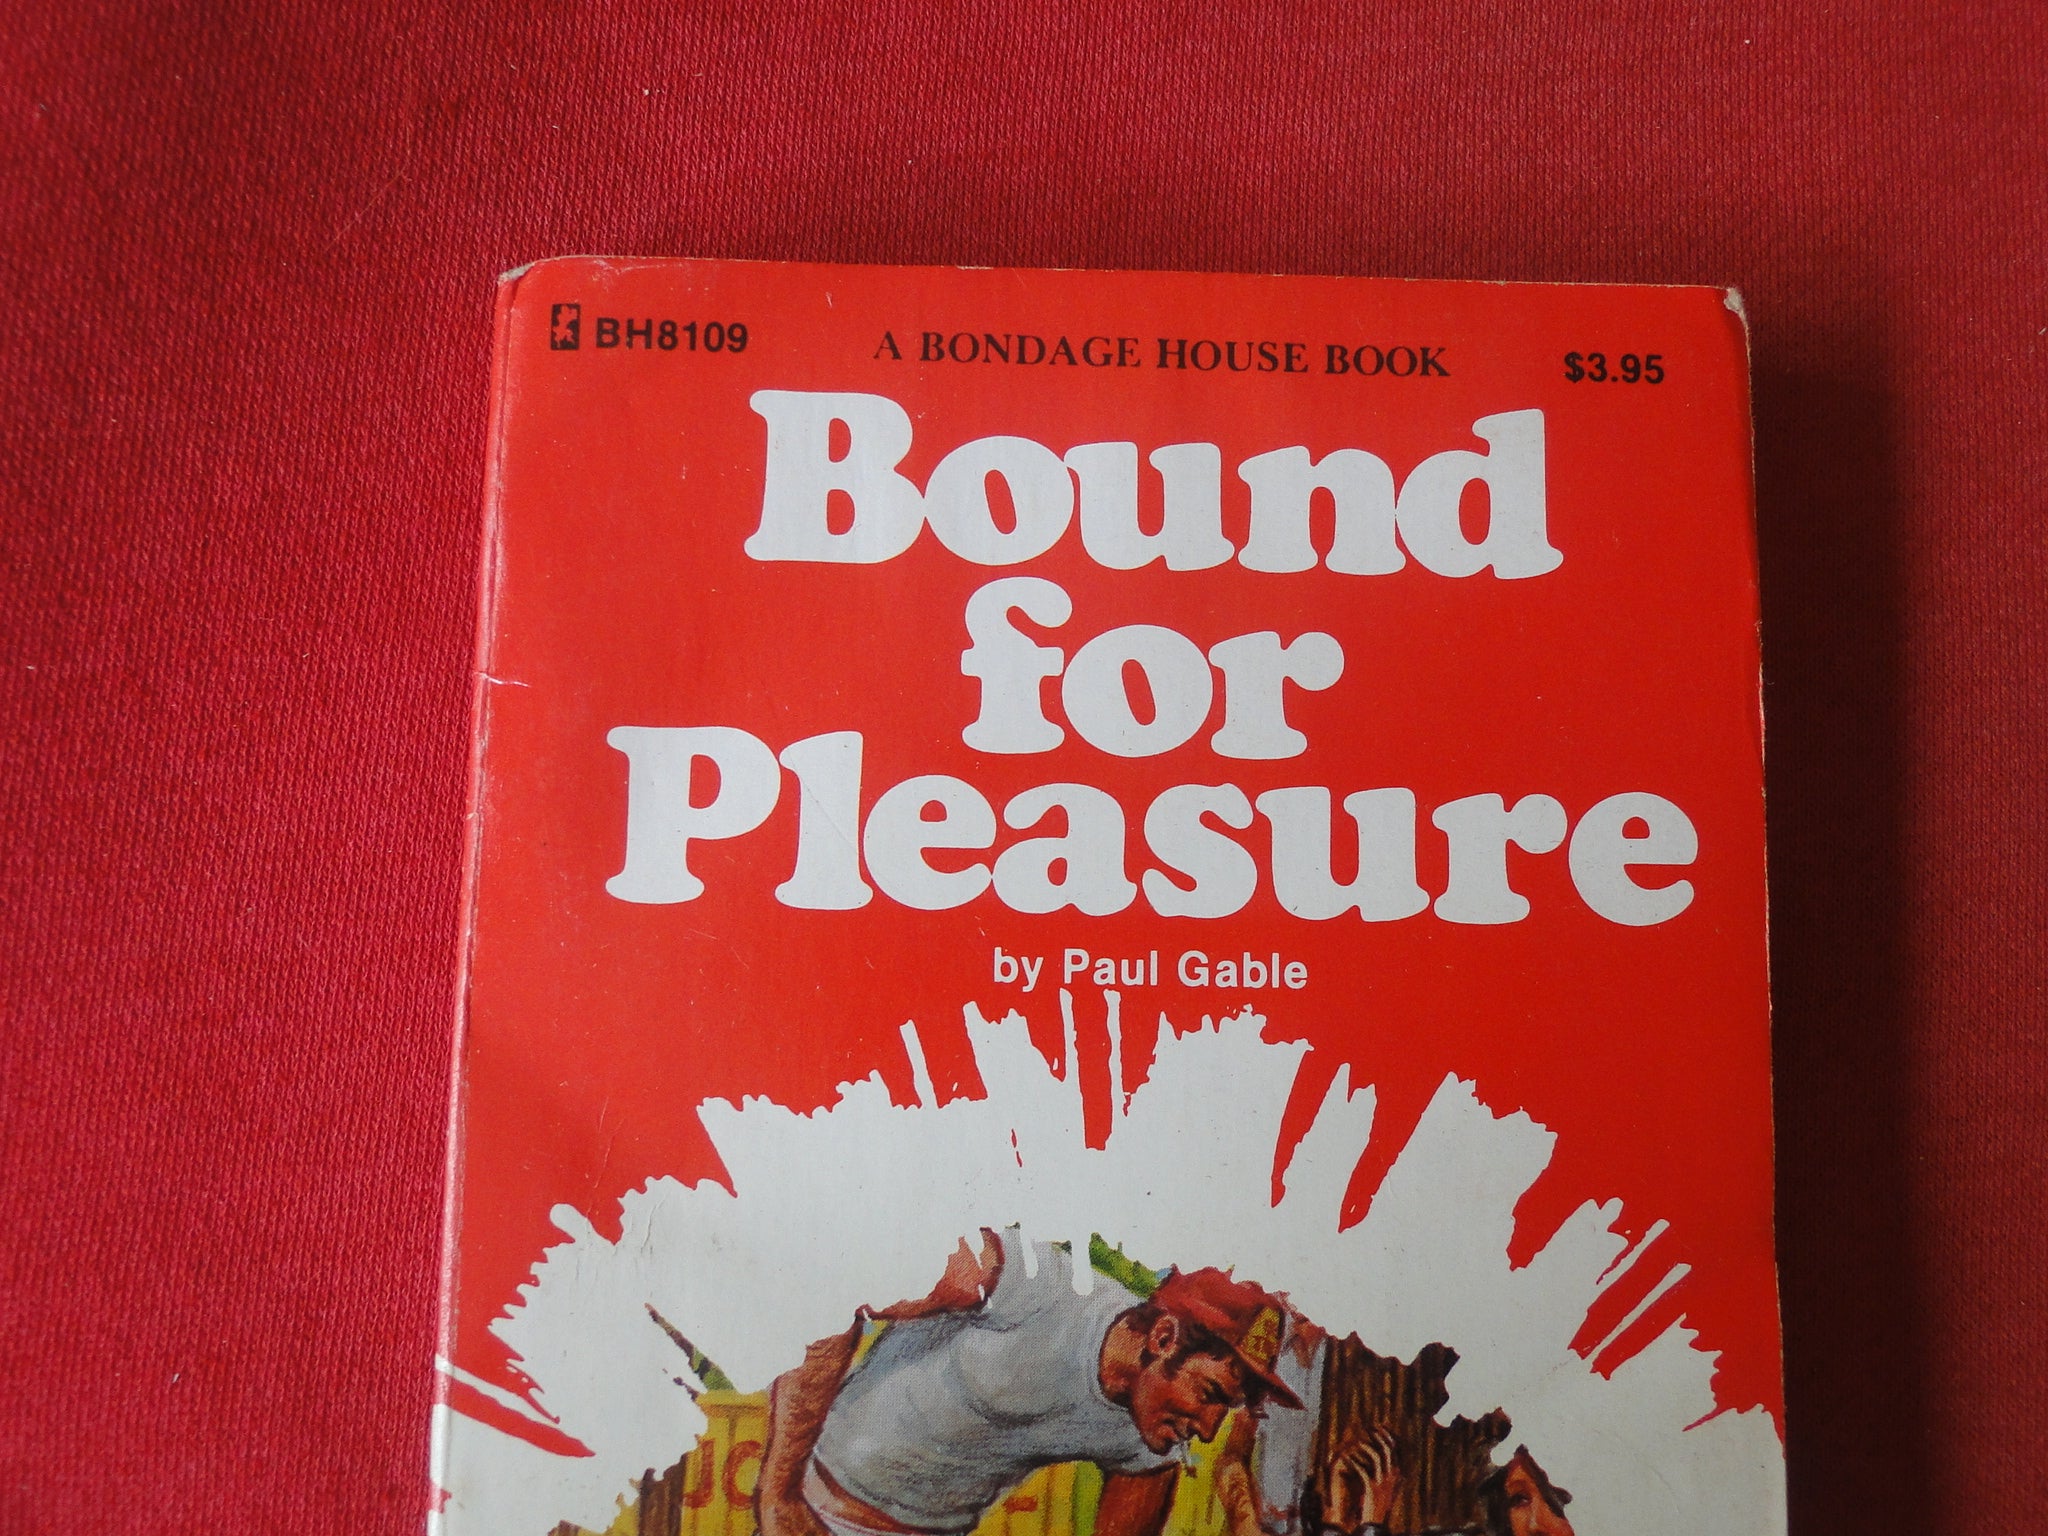 BH8109
A BONDAGE HOUSE BOOK
$3.95
Bound
for
Pleasure
by Paul Gable